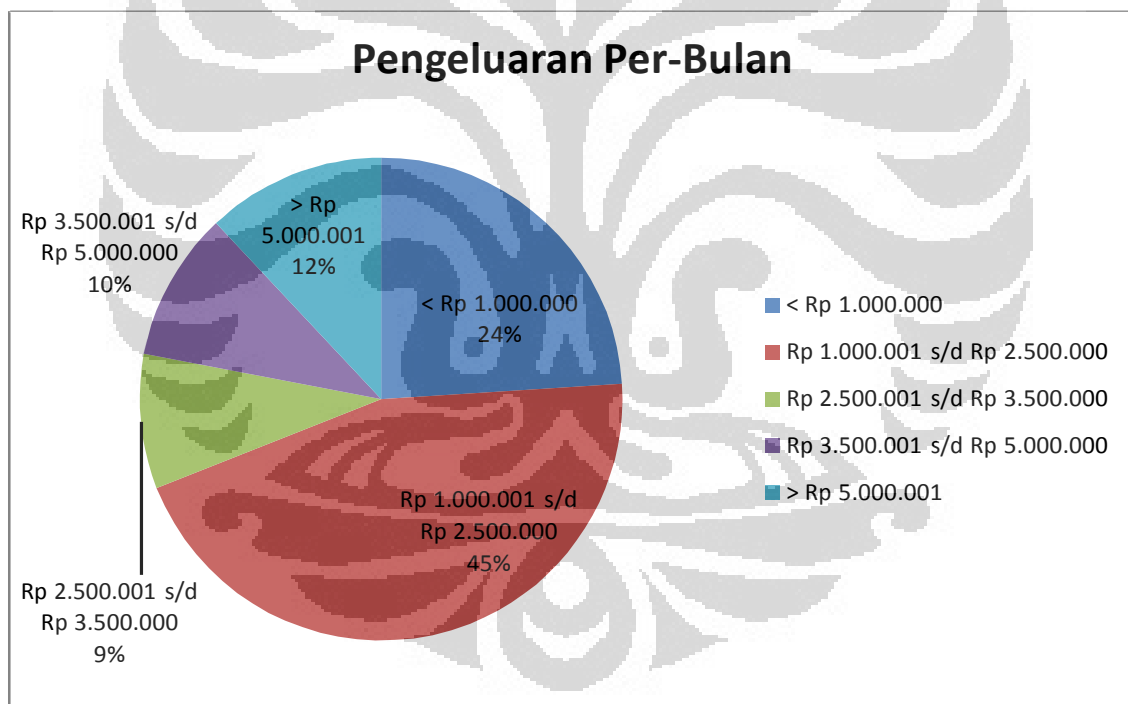 Pengeluaran Per-Bulan
> Rp
5.000.001
12%
Rp 3.500.001 s/d
Rp 5.000.000
10%
< Rp 1.000.000
24%
Rp 1.000.001 s/d
Rp 2.500.000
45%
Rp 2.500.001 s/d
Rp 3.500.000
9%
< Rp 1.000.000
Rp 1.000.001 s/d Rp 2.500.000
Rp 2.500.001 s/d Rp 3.500.000
Rp 3.500.001 s/d Rp 5.000.000
> Rp 5.000.001